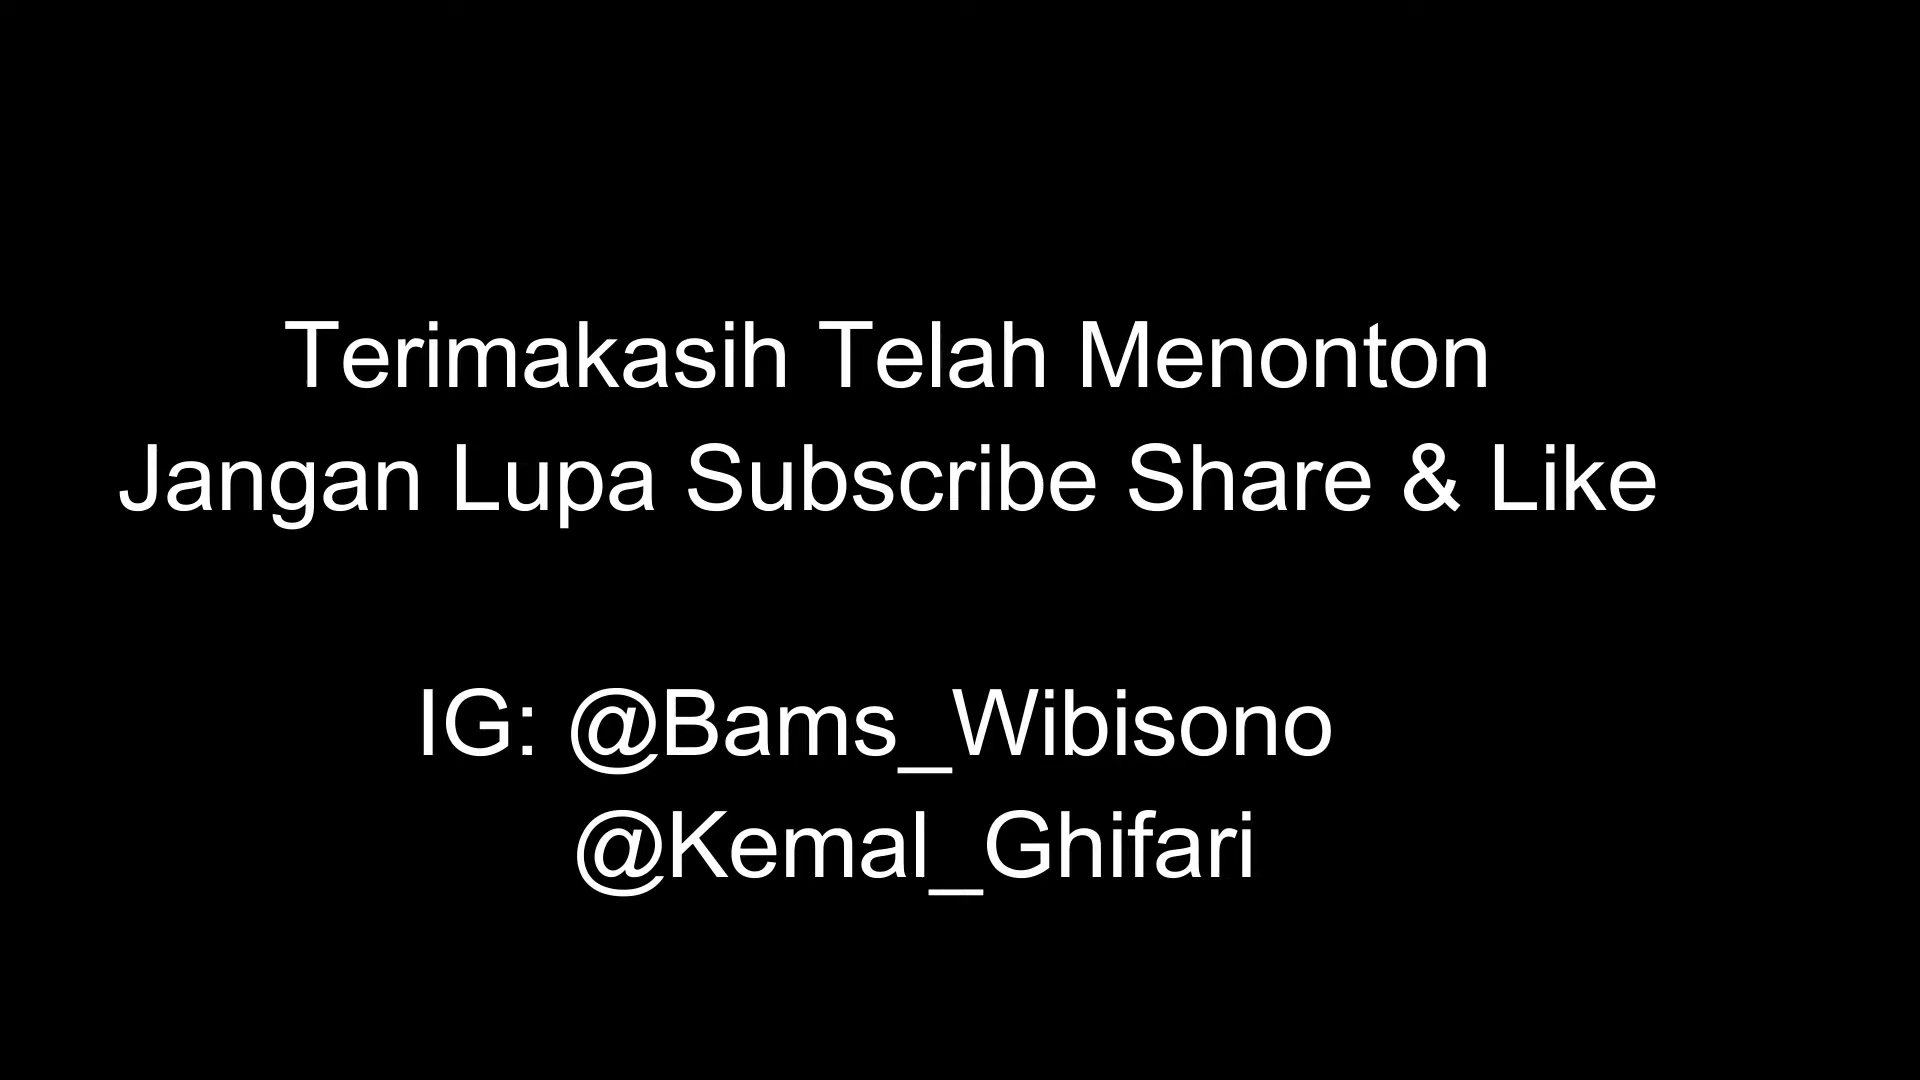 Terimakasih Telah Menonton
Jangan Lupa Subscribe Share & Like
IG: @Bams_Wibisono
@Kemal_Ghifari